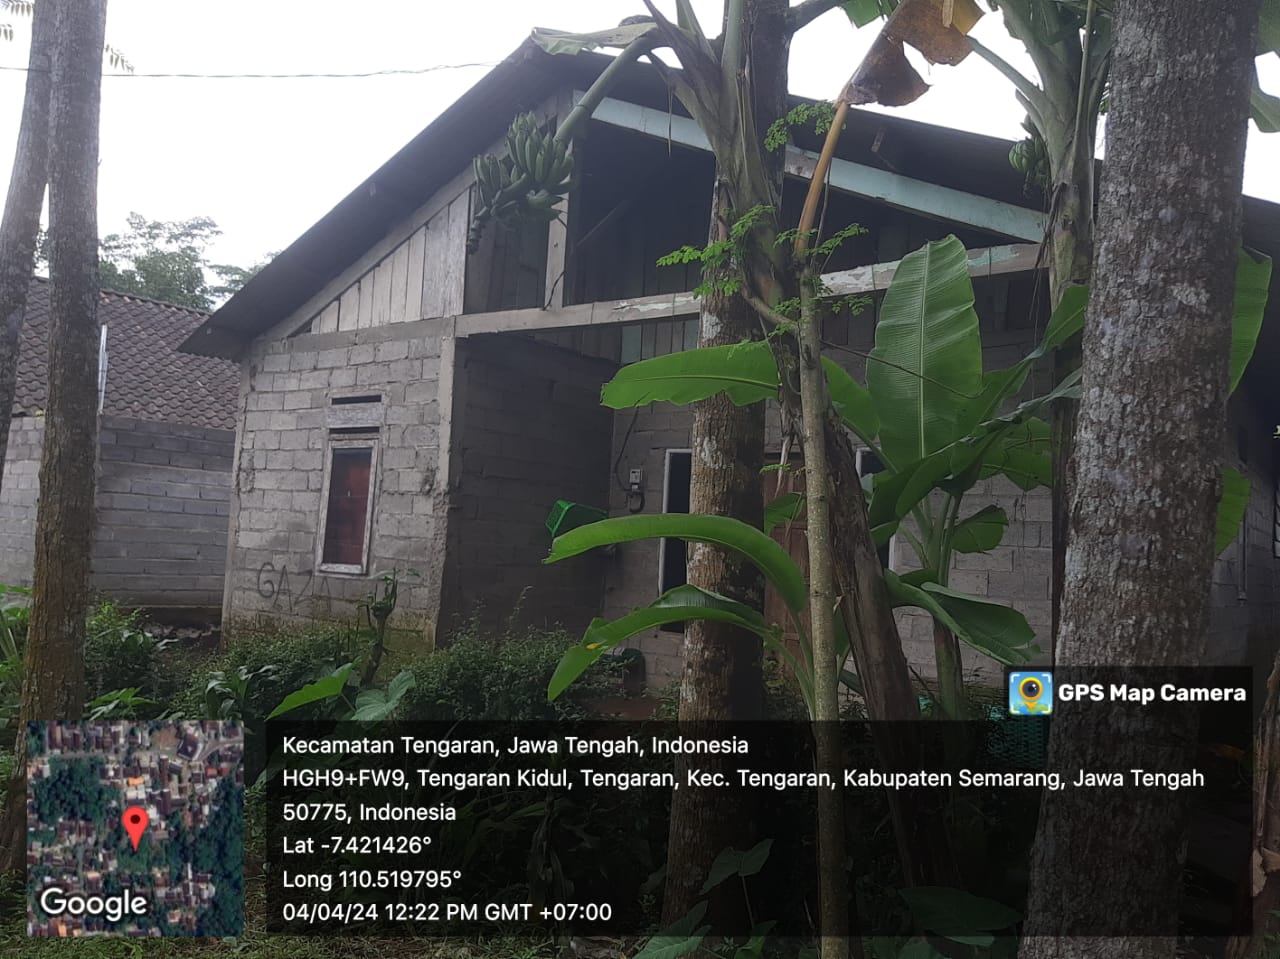 GAZA
GPS Map Camera
Kecamatan Tengaran, Jawa Tengah, Indonesia
HGH9+FW9, Tengaran Kidul, Tengaran, Kec. Tengaran, Kabupaten Semarang, Jawa Tengah
50775, Indonesia
Lat -7.421426°
Long 110.519795°
04/04/24 12:22 PM GMT +07:00
Google